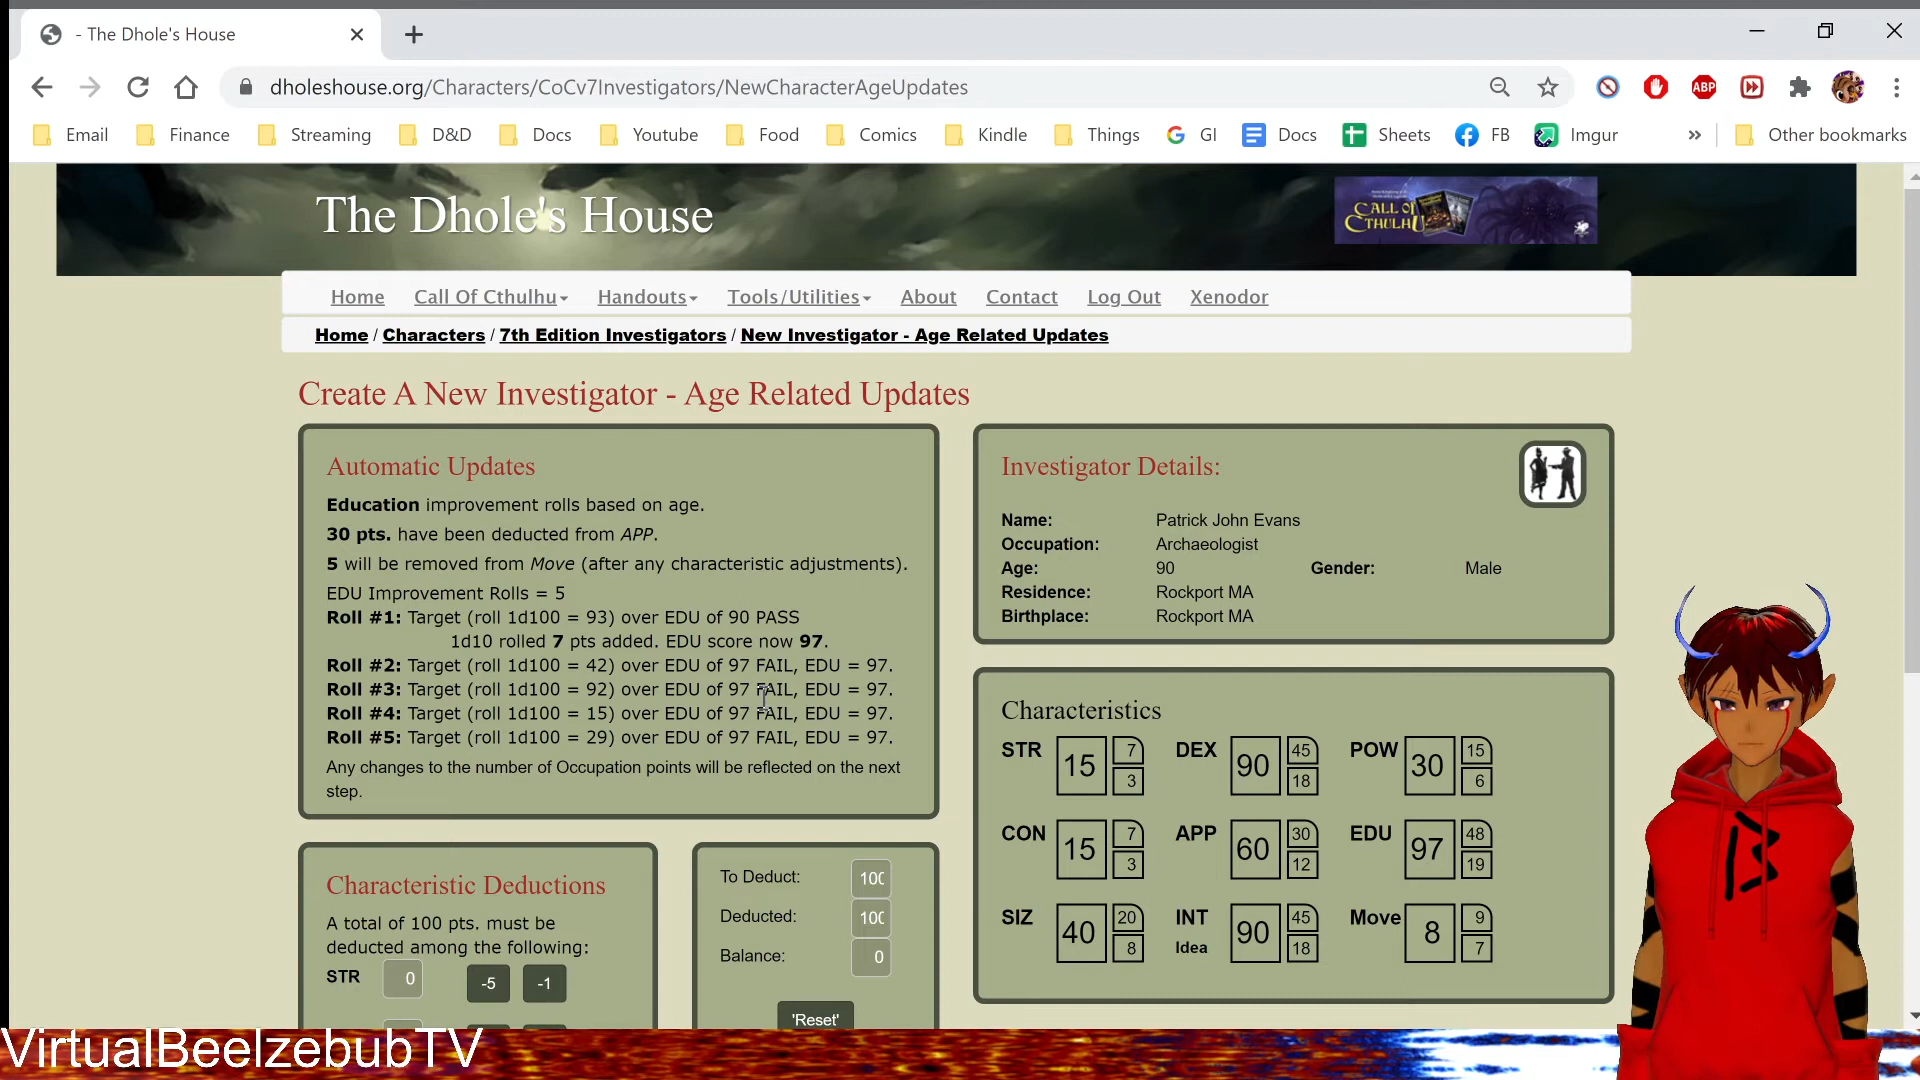 - The Dhole's House
dholeshouse.org/Characters/CoCv7Investigators/NewCharacterAgeUpdates
ABP
Email Finance Streaming D&D Docs Youtube Food Comics Kindle Things GI Docs Sheets FB Imgur » Other bookmarks
The Dhole's House
CALL OF CTHULHU
Home Call Of Cthulhu Handouts Tools/Utilities About Contact Log Out Xenodor
Home / Characters / 7th Edition Investigators / New Investigator - Age Related Updates
Create A New Investigator - Age Related Updates
Automatic Updates
Education improvement rolls based on age.
30 pts. have been deducted from APP.
5 will be removed from Move (after any characteristic adjustments).
EDU Improvement Rolls = 5
Roll #1: Target (roll 1d100 = 93) over EDU of 90 PASS
1d10 rolled 7 pts added. EDU score now 97.
Roll #2: Target (roll 1d100 = 42) over EDU of 97 FAIL, EDU = 97.
Roll #3: Target (roll 1d100 = 92) over EDU of 97 FAIL, EDU = 97.
Roll #4: Target (roll 1d100 = 15) over EDU of 97 FAIL, EDU = 97.
Roll #5: Target (roll 1d100 = 29) over EDU of 97 FAIL, EDU = 97.
Any changes to the number of Occupation points will be reflected on the next
step.
Investigator Details:
Name: Patrick John Evans
Occupation: Archaeologist
Age: 90 Gender: Male
Residence: Rockport MA
Birthplace: Rockport MA
Characteristics
STR 15 7 3 DEX 90 45 18 POW 30 15 6
CON 15 7 3 APP 60 30 12 EDU 97 48 19
SIZ 40 20 8 INT Idea 90 45 18 Move 8 9 7
Characteristic Deductions
A total of 100 pts. must be
deducted among the following:
STR 0 -5 -1
To Deduct: 100
Deducted: 100
Balance: 0
'Reset'
B
VirtualBeelzebubTV